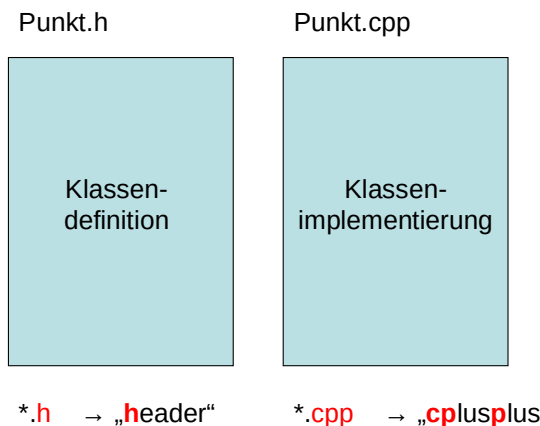 Punkt.h
Punkt.cpp
Klassen-
definition
Klassen-
implementierung
*.h → „header“
*.cpp → „cplusplus